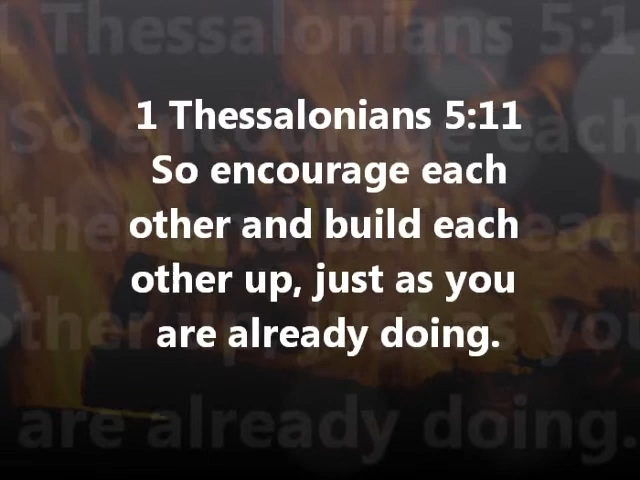 1 Thessalonians 5:11
So encourage each
other and build each
other up, just as you
are already doing.